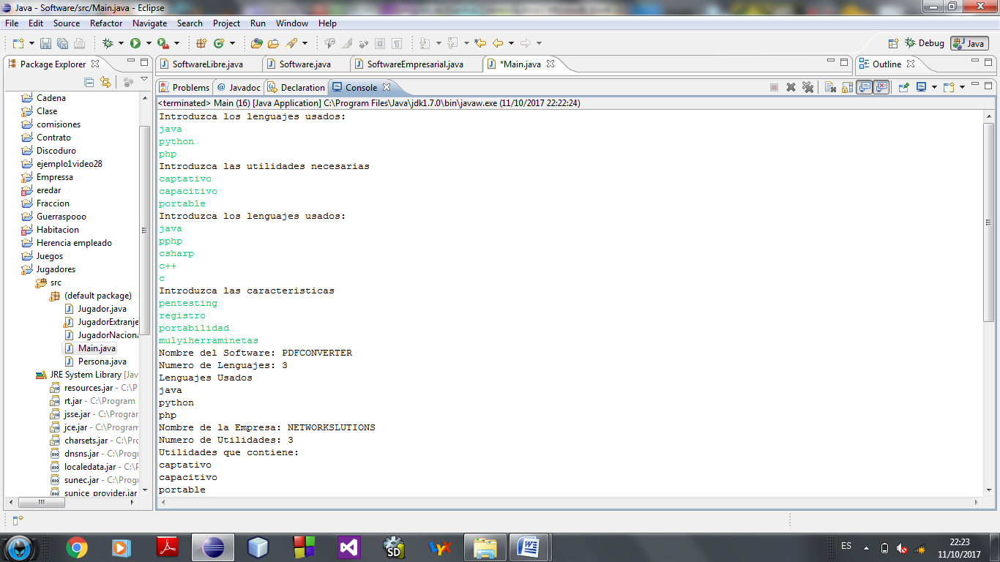 Java - Software/src/Main.java - Eclipse
File Edit Source Refactor Navigate Search Project Run Window Help
Debug Java
Package Explorer
SoftwareLibre.java Software.java SoftwareEmpresarial.java *Main.java
Outline
Problems Javadoc Declaration Console
<terminated> Main (16) [Java Application] C:\Program Files\Java\jdk1.7.0\bin\javaw.exe (11/10/2017 22:22:24)
Cadena
Clase
comisiones
Contrato
Discoduro
ejemplo1video28
Empressa
eredar
Fraccion
Guerraspooo
Habitacion
Herencia empleado
Juegos
Jugadores
src
(default package)
Jugador.java
JugadorExtranje
JugadorNaciona
Main.java
Persona.java
JRE System Library [Jav
resources.jar - C:\P
rt.jar - C:\Program
jsse.jar - C:\Progran
jce.jar - C:\Program
charsets.jar - C:\Pro
dnsns.jar - C:\Progr
localedata.jar - C:\P
sunec.jar - C:\Progr
sunice_provider.jar
Introduzca los lenguajes usados:
java
python
php
Introduzca las utilidades necesarias
captativo
capacitivo
portable
Introduzca los lenguajes usados:
java
pphp
csharp
c++
c
Introduzca las caracteristicas
pentesting
registro
portabilidad
mulyiherraminetas
Nombre del Software: PDFCONVERTER
Numero de Lenguajes: 3
Lenguajes Usados
java
python
php
Nombre de la Empresa: NETWORKSLUTIONS
Numero de Utilidades: 3
Utilidades que contiene:
captativo
capacitivo
portable
SD
ES
22:23
11/10/2017